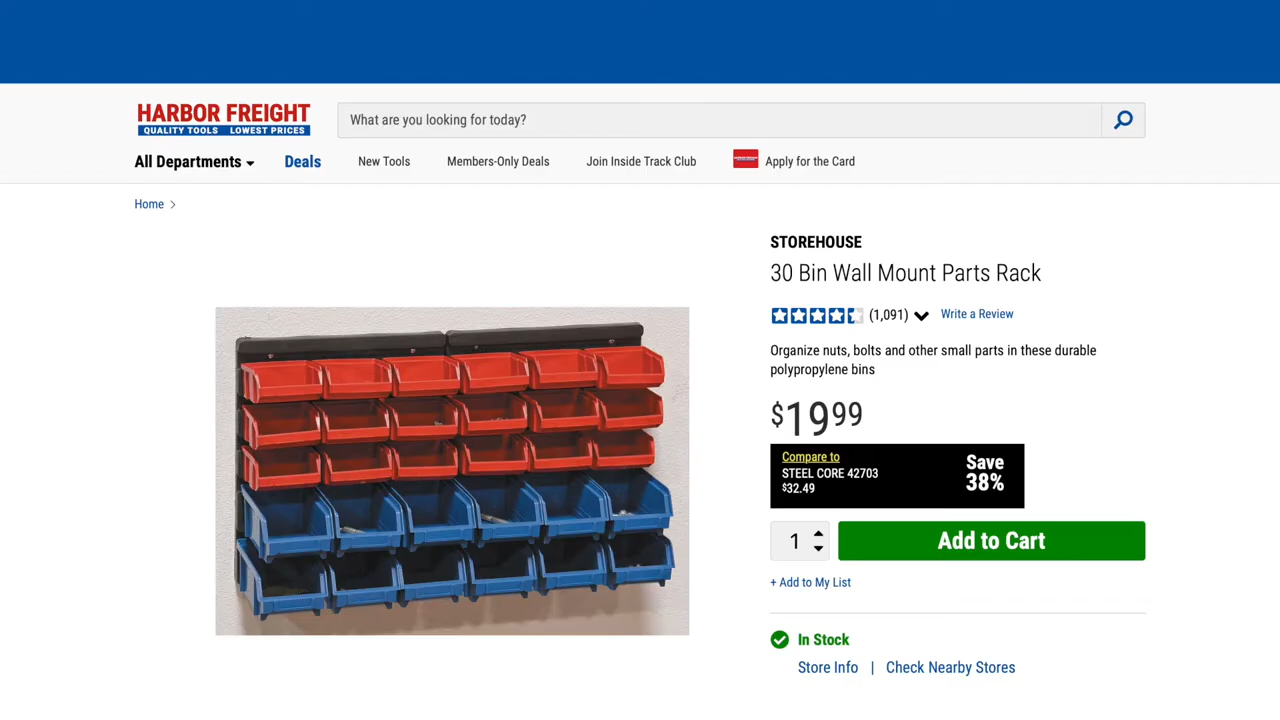 HARBOR FREIGHT
QUALITY TOOLS LOWEST PRICES
What are you looking for today?
All Departments
Deals
New Tools
Members-Only Deals
Join Inside Track Club
Apply for the Card
Home
STOREHOUSE
30 Bin Wall Mount Parts Rack
(1,091)
Write a Review
Organize nuts, bolts and other small parts in these durable
polypropylene bins
$19.99
Compare to
STEEL CORE 42703
$32.49
Save
38%
1
Add to Cart
+ Add to My List
In Stock
Store Info | Check Nearby Stores